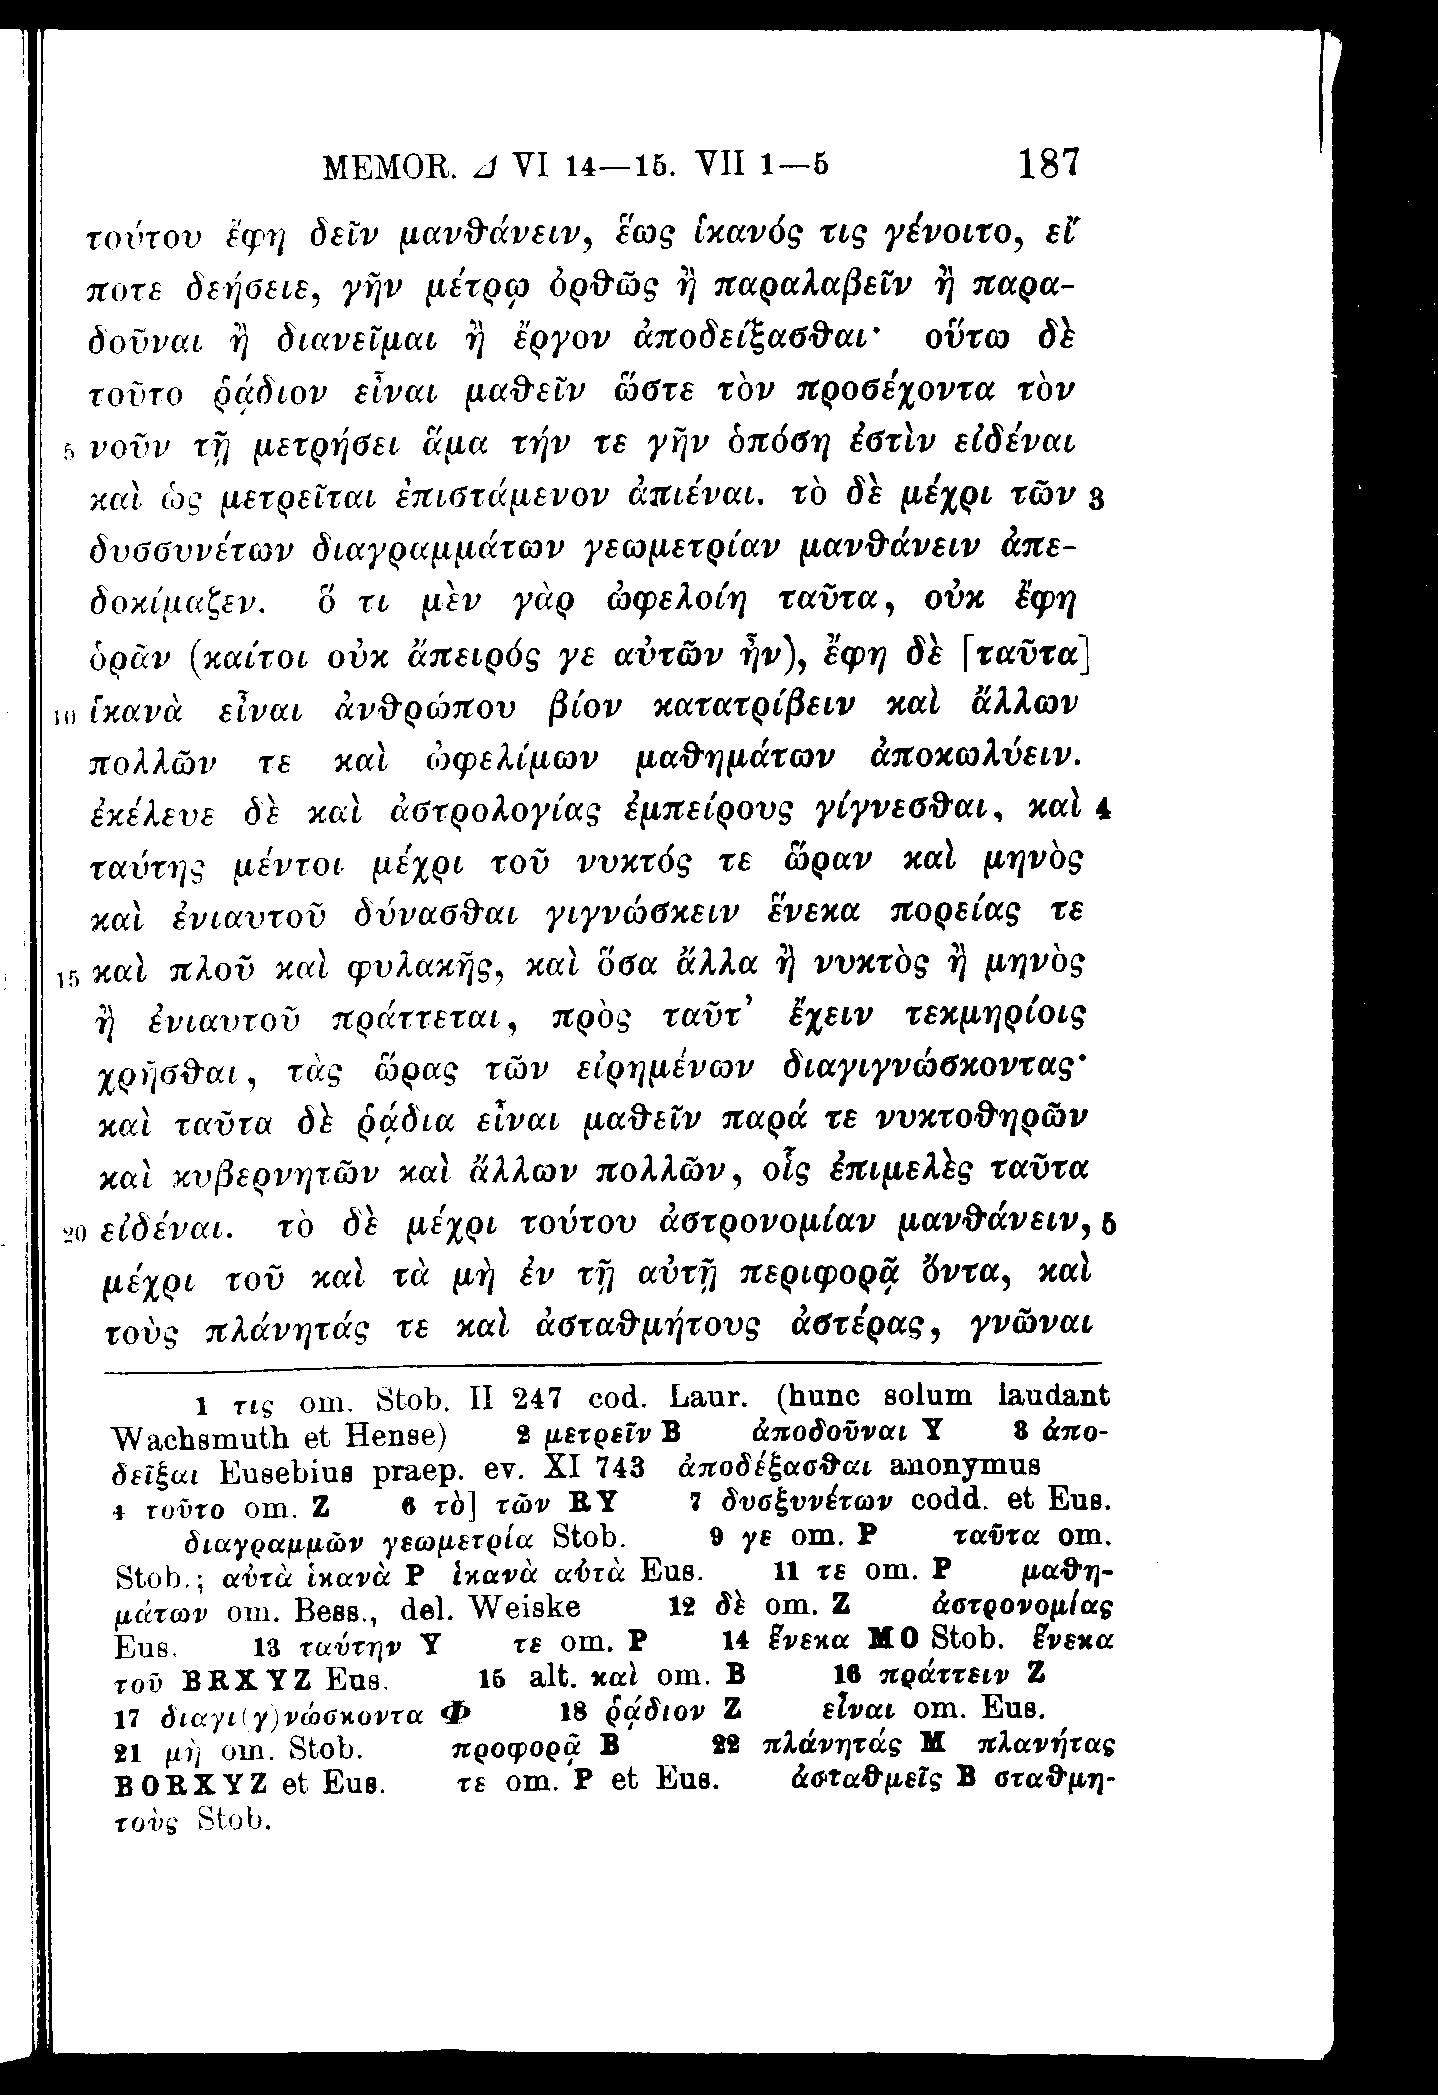 MEMOR. Δ VI 14—15. VII 1—5 187
τούτου ἔφη δεῖν μανθάνειν, ἕως ἱκανός τις γένοιτο, εἴ
ποτε δεήσειε, γῆν μέτρῳ ὀρθῶς ἢ παραλαβεῖν ἢ παρα-
δοῦναι ἢ διανεῖμαι ἢ ἔργον ἀποδείξασθαι· οὕτω δὲ
τοῦτο ῥᾴδιον εἶναι μαθεῖν ὥστε τὸν προσέχοντα τὸν
5 νοῦν τῇ μετρήσει ἅμα τήν τε γῆν ὁπόση ἐστὶν εἰδέναι
καὶ ὡς μετρεῖται ἐπιστάμενον ἀπιέναι. τὸ δὲ μέχρι τῶν 3
δυσσυνέτων διαγραμμάτων γεωμετρίαν μανθάνειν ἀπε-
δοκίμαζεν. ὅ τι μὲν γὰρ ὠφελοίη ταῦτα, οὐκ ἔφη
ὁρᾶν (καίτοι οὐκ ἄπειρός γε αὐτῶν ἦν), ἔφη δὲ [ταῦτα]
10 ἱκανὰ εἶναι ἀνθρώπου βίον κατατρίβειν καὶ ἄλλων
πολλῶν τε καὶ ὠφελίμων μαθημάτων ἀποκωλύειν.
ἐκέλευε δὲ καὶ ἀστρολογίας ἐμπείρους γίγνεσθαι, καὶ 4
ταύτης μέντοι μέχρι τοῦ νυκτός τε ὥραν καὶ μηνὸς
καὶ ἐνιαυτοῦ δύνασθαι γιγνώσκειν ἕνεκα πορείας τε
15 καὶ πλοῦ καὶ φυλακῆς, καὶ ὅσα ἄλλα ἢ νυκτὸς ἢ μηνὸς
ἢ ἐνιαυτοῦ πράττεται, πρὸς ταῦτ’ ἔχειν τεκμηρίοις
χρῆσθαι, τὰς ὥρας τῶν εἰρημένων διαγιγνώσκοντας·
καὶ ταῦτα δὲ ῥᾴδια εἶναι μαθεῖν παρά τε νυκτοθηρῶν
καὶ κυβερνητῶν καὶ ἄλλων πολλῶν, οἷς ἐπιμελὲς ταῦτα
20 εἰδέναι. τὸ δὲ μέχρι τούτου ἀστρονομίαν μανθάνειν, 5
μέχρι τοῦ καὶ τὰ μὴ ἐν τῇ αὐτῇ περιφορᾷ ὄντα, καὶ
τοὺς πλάνητάς τε καὶ ἀσταθμήτους ἀστέρας, γνῶναι
1 τις om. Stob. II 247 cod. Laur. (hunc solum laudant
Wachsmuth et Hense) 2 μετρεῖν B ἀποδοῦναι Y 3 ἀπο-
δεῖξαι Eusebius praep. ev. XI 743 ἀποδέξασθαι anonymus
4 τοῦτο om. Z 6 τὸ] τῶν RY 7 δυσξυνέτων codd. et Eus.
διαγραμμῶν γεωμετρία Stob. 9 γε om. P ταῦτα om.
Stob.; αὐτὰ ἱκανὰ P ἱκανὰ αὐτὰ Eus. 11 τε om. P μαθη-
μάτων om. Bess., del. Weiske 12 δὲ om. Z ἀστρονομίας
Eus. 13 ταύτην Y τε om. P 14 ἕνεκα MO Stob. ἕνεκα
τοῦ BRXYZ Eus. 15 alt. καὶ om. B 16 πράττειν Z
17 διαγι(γ)νώσκοντα Φ 18 ῥᾴδιον Z εἶναι om. Eus.
21 μὴ om. Stob. προφορᾷ B 22 πλάνητάς M πλανήτας
BORXYZ et Eus. τε om. P et Eus. ἀσταθμεῖς B σταθμη-
τοὺς Stob.